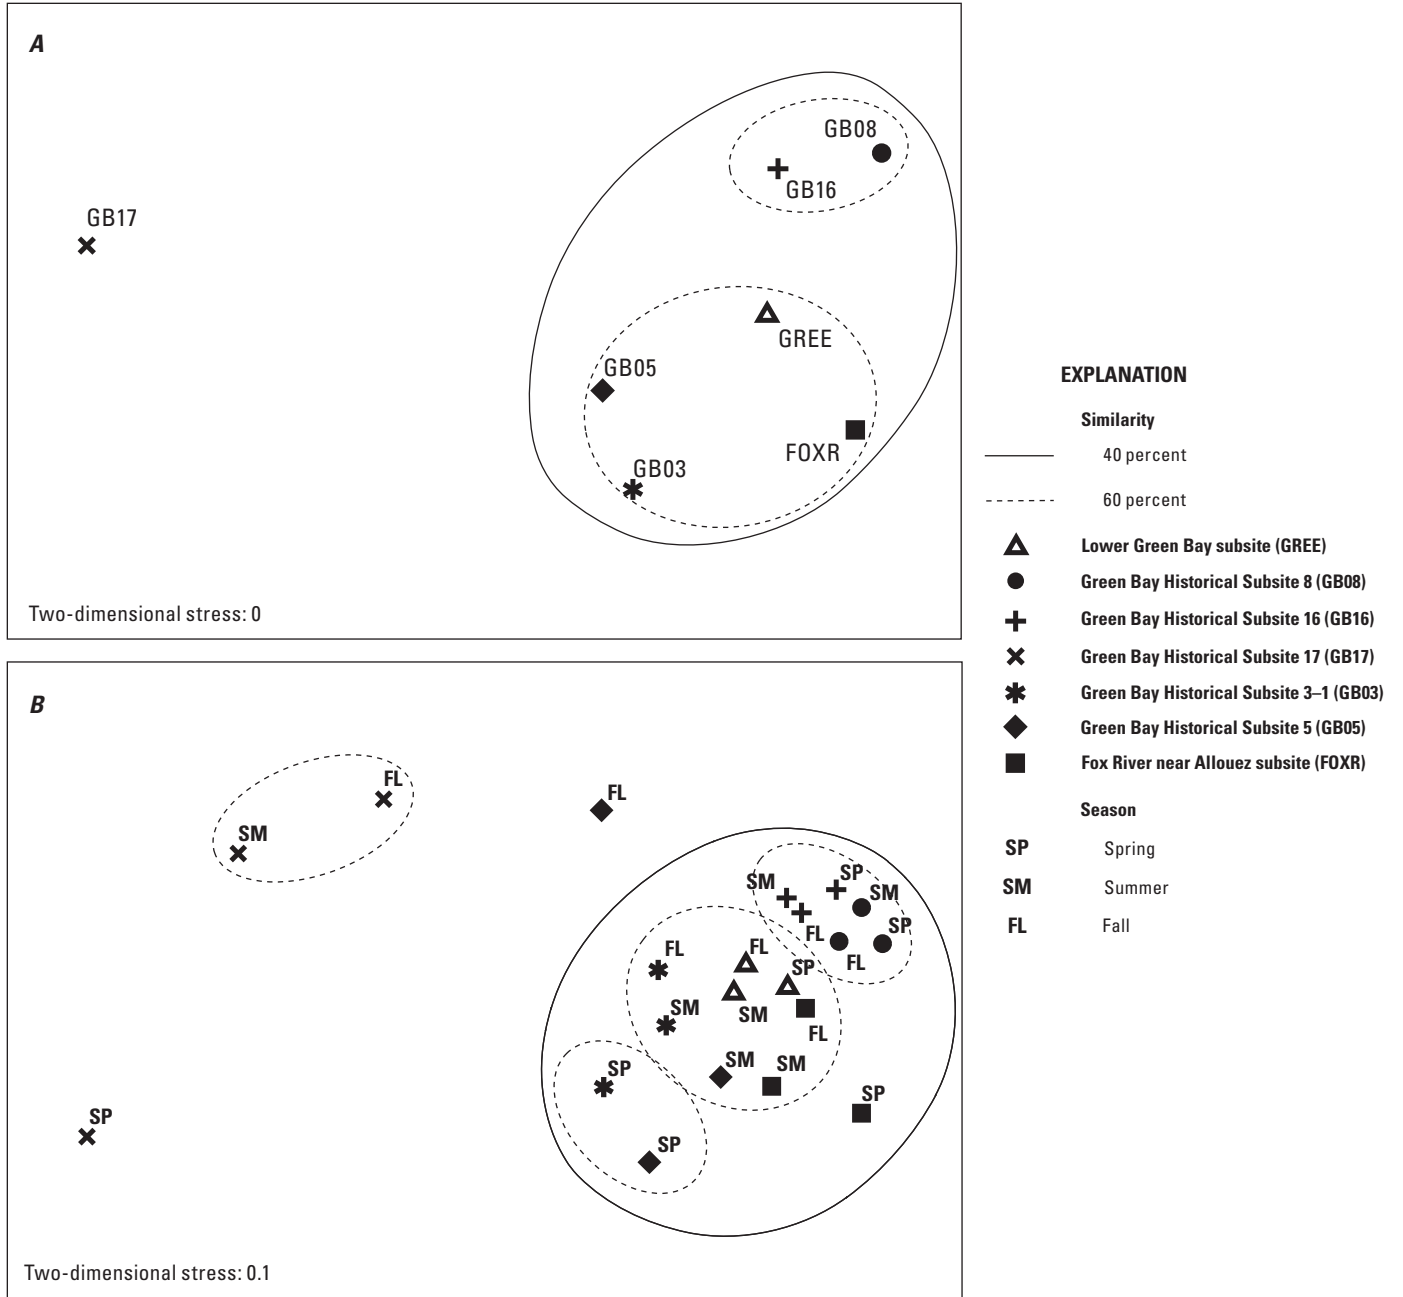 A
GB08
GB16
GB17
GREE
GB05
FOXR
GB03
Two-dimensional stress: 0
EXPLANATION
Similarity
40 percent
60 percent
Lower Green Bay subsite (GREE)
Green Bay Historical Subsite 8 (GB08)
Green Bay Historical Subsite 16 (GB16)
Green Bay Historical Subsite 17 (GB17)
Green Bay Historical Subsite 3–1 (GB03)
Green Bay Historical Subsite 5 (GB05)
Fox River near Allouez subsite (FOXR)
Season
SP Spring
SM Summer
FL Fall
B
FL
FL
SM
SM
SP
SM
FL
SP
FL
FL
FL
SP
SM
SM
FL
SP
SM
SM
SP
SP
SP
Two-dimensional stress: 0.1